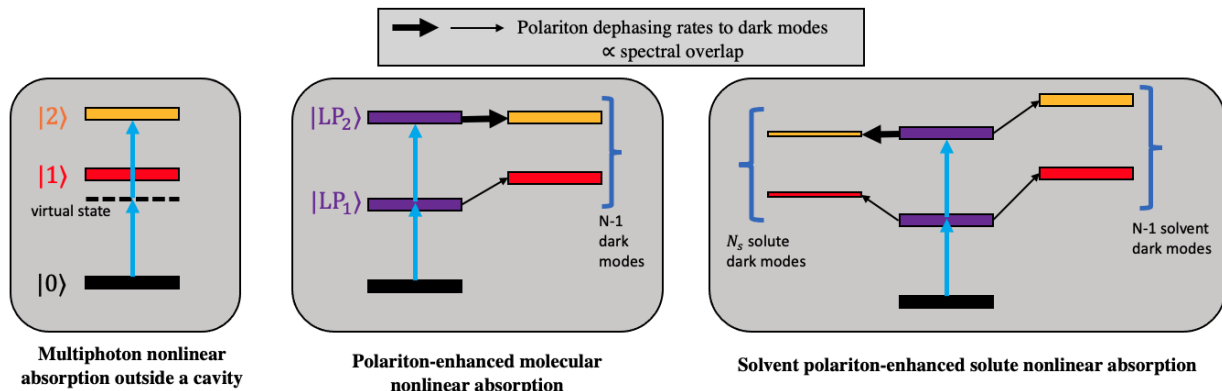 Polariton dephasing rates to dark modes
∝ spectral overlap
|2⟩
|1⟩
virtual state
|0⟩
Multiphoton nonlinear
absorption outside a cavity
|LP₂⟩
|LP₁⟩
N-1
dark
modes
Polariton-enhanced molecular
nonlinear absorption
Nₛ solute
dark modes
N-1 solvent
dark modes
Solvent polariton-enhanced solute nonlinear absorption